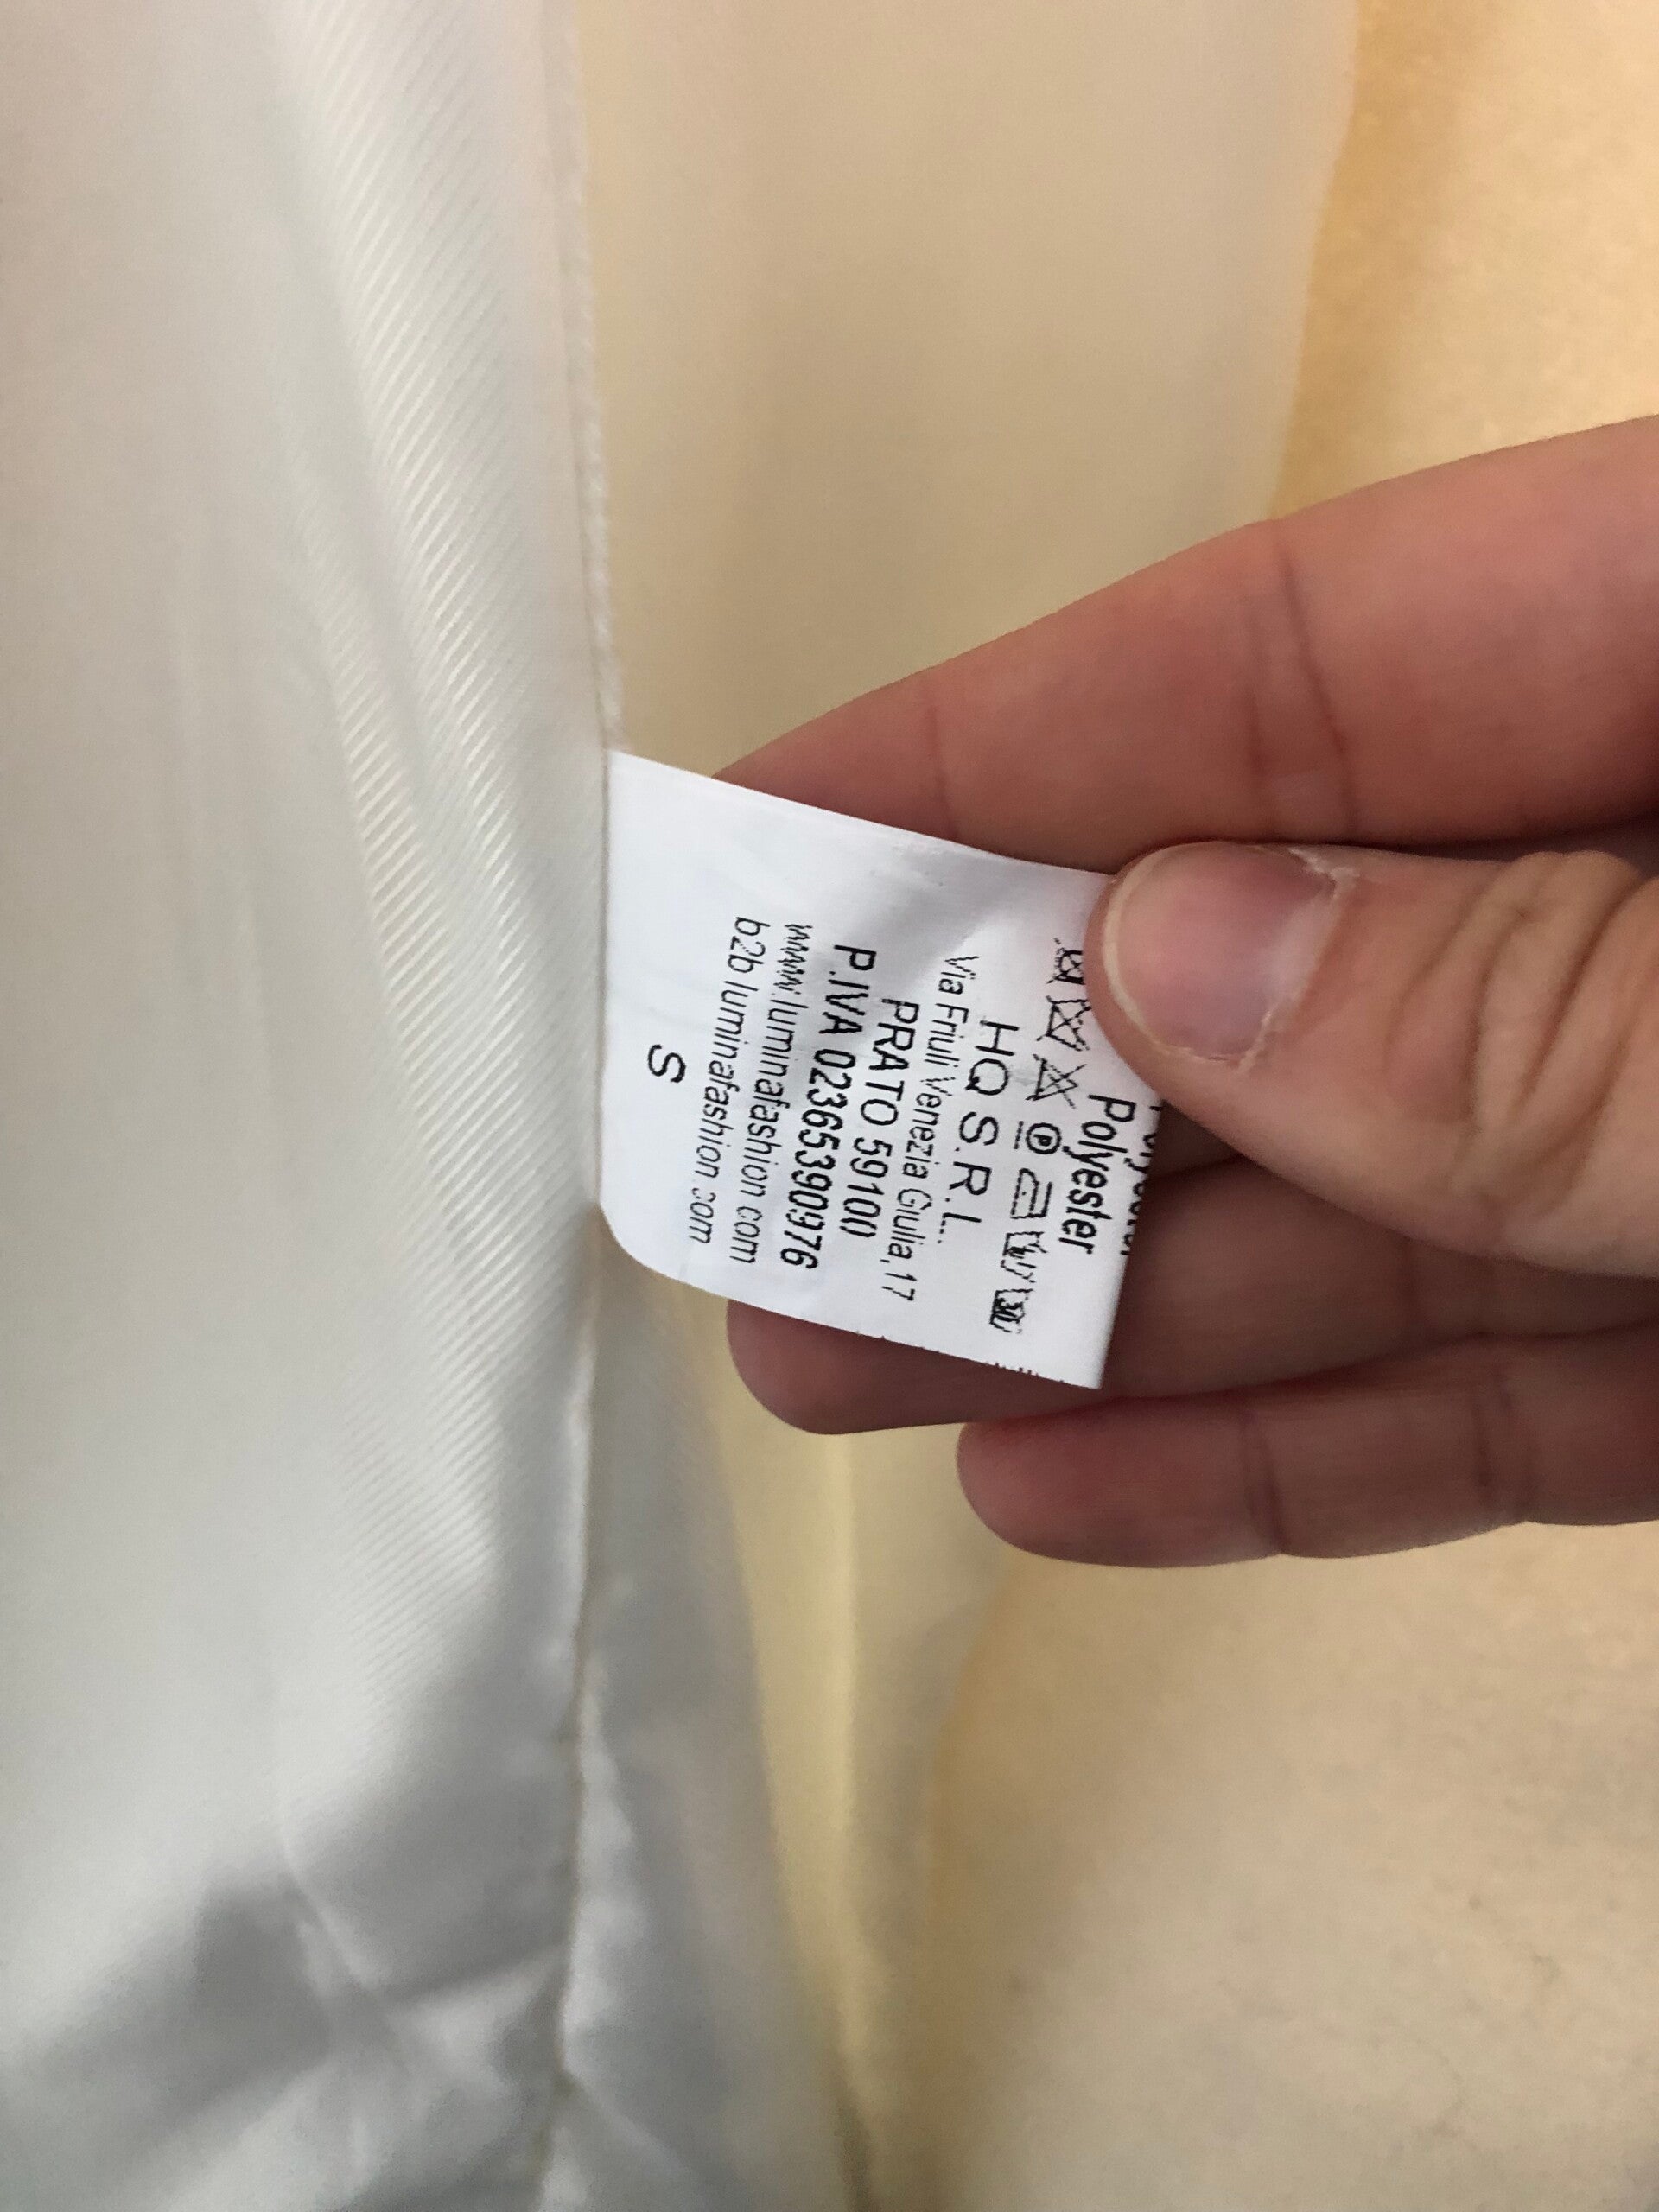 Polyester
P
HQ S.R.L.
Via Friuli Venezia Giulia,17
PRATO 59100
P.IVA 02365390976
www.luminafashion.com
b2b luminafashion.com
S